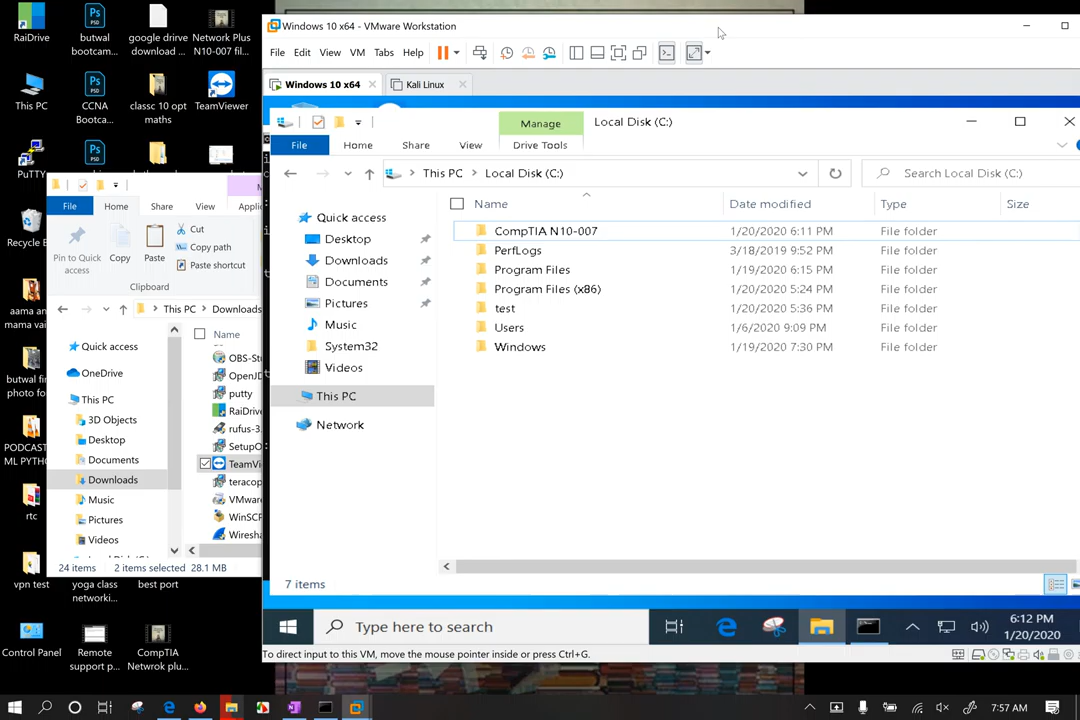 RaiDrive
butwal bootcam...
google drive download ...
Network Plus N10-007 fil...
This PC
CCNA Bootca...
classc 10 opt maths
TeamViewer
PuTTY
Recycle B
aama an
mama vai
butwal fi
photo fo
PODCAST
ML PYTHO
rtc
vpn test
yoga class networki...
best port
Control Panel
Remote support p...
CompTIA Netwrok plu...
File
Home
Share
View
Applic
Pin to Quick access
Copy
Paste
Cut
Copy path
Paste shortcut
Clipboard
This PC > Downloads
Name
Quick access
OneDrive
This PC
3D Objects
Desktop
Documents
Downloads
Music
Pictures
Videos
OBS-Stu
OpenJD
putty
RaiDrive
rufus-3.
SetupO
TeamVi
teracop
VMware
WinSCP
Wiresha
24 items 2 items selected 28.1 MB
Windows 10 x64 - VMware Workstation
File Edit View VM Tabs Help
Windows 10 x64
Kali Linux
Manage
Local Disk (C:)
File Home Share View Drive Tools
This PC > Local Disk (C:)
Search Local Disk (C:)
Quick access
Desktop
Downloads
Documents
Pictures
Music
System32
Videos
This PC
Network
Name Date modified Type Size
CompTIA N10-007 1/20/2020 6:11 PM File folder
PerfLogs 3/18/2019 9:52 PM File folder
Program Files 1/19/2020 6:15 PM File folder
Program Files (x86) 1/20/2020 5:24 PM File folder
test 1/20/2020 5:36 PM File folder
Users 1/6/2020 9:09 PM File folder
Windows 1/19/2020 7:30 PM File folder
7 items
Type here to search
6:12 PM
1/20/2020
To direct input to this VM, move the mouse pointer inside or press Ctrl+G.
7:57 AM